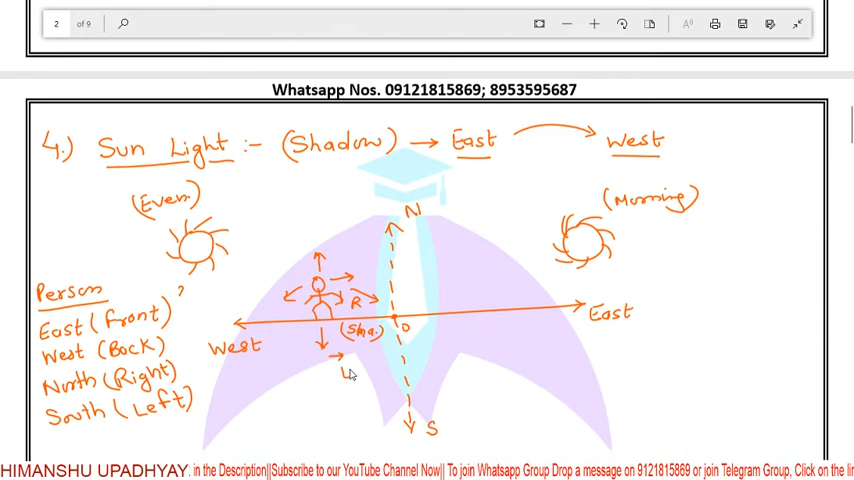 2 of 9
Whatsapp Nos. 09121815869; 8953595687
4.) Sun Light :- (Shadow) → East → West
(Even.)
(Morning)
N
Person
East (Front)
West (Back)
North (Right)
South (Left)
R
(Sha.)
O
West
East
L
S
HIMANSHU UPADHYAY: in the Description||Subscribe to our YouTube Channel Now|| To join Whatsapp Group Drop a message on 9121815869 or join Telegram Group, Click on the lin